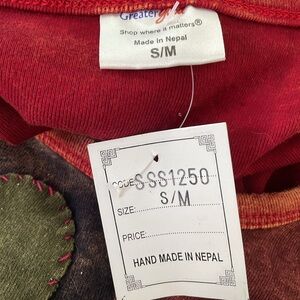 Greater
Shop where it matters®
Made in Nepal
S/M
CODE:SSS1250
SIZE:............S/M
PRICE:............
HAND MADE IN NEPAL